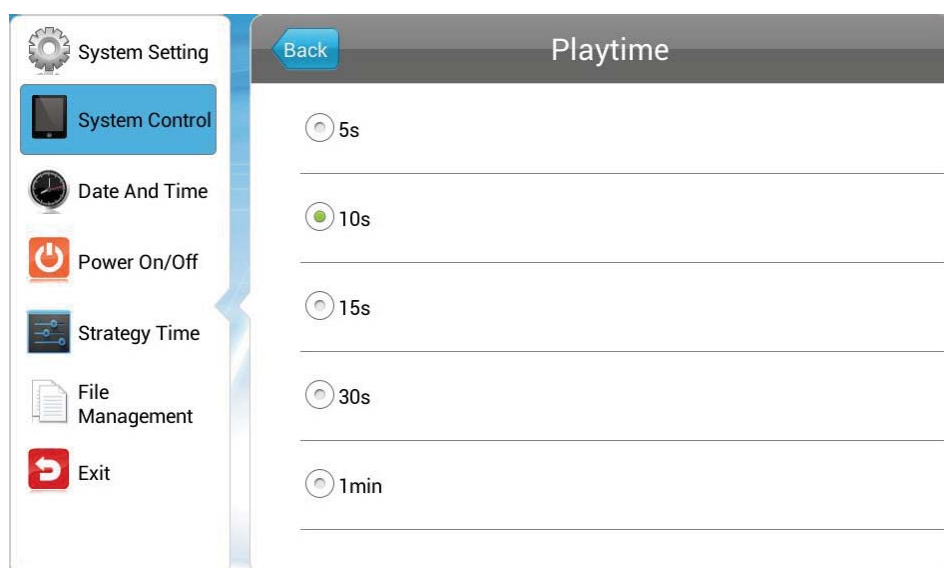 System Setting
System Control
Date And Time
Power On/Off
Strategy Time
File
Management
Exit
Back
Playtime
5s
10s
15s
30s
1min